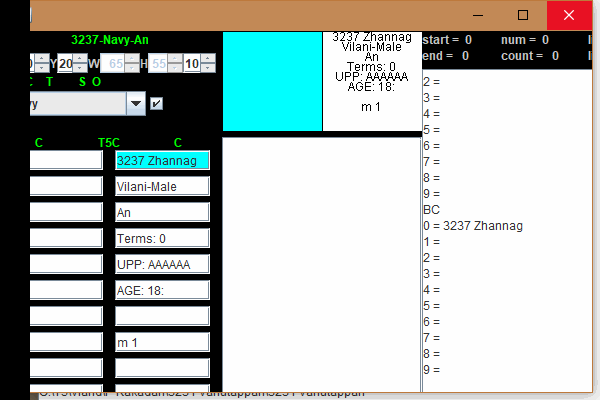 3237-Navy-An
Y 20 W 65 H 55 10
C T S O
C T5C C
3237 Zhannag
Vilani-Male
An
Terms: 0
UPP: AAAAAA
AGE: 18:
m 1
3237 Zhannag
Vilani-Male
An
Terms: 0
UPP: AAAAAA
AGE: 18:
m 1
start = 0 num = 0
end = 0 count = 0
2 =
3 =
4 =
5 =
6 =
7 =
8 =
9 =
BC
0 = 3237 Zhannag
1 =
2 =
3 =
4 =
5 =
6 =
7 =
8 =
9 =